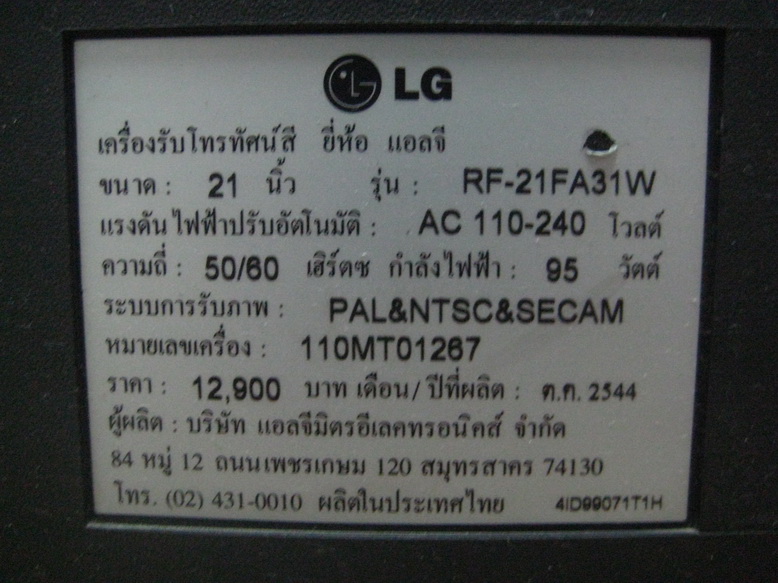 LG
เครื่องรับโทรทัศน์สี ยี่ห้อ แอลจี
ขนาด : 21 นิ้ว รุ่น : RF-21FA31W
แรงดันไฟฟ้าปรับอัตโนมัติ : AC 110-240 โวลต์
ความถี่ : 50/60 เฮิร์ตซ กำลังไฟฟ้า : 95 วัตต์
ระบบการรับภาพ : PAL&NTSC&SECAM
หมายเลขเครื่อง : 110MT01267
ราคา : 12,900 บาท เดือน/ปีที่ผลิต : ต.ค. 2544
ผู้ผลิต : บริษัท แอลจีมิตรอีเลคทรอนิคส์ จำกัด
84 หมู่ 12 ถนนเพชรเกษม 120 สมุทรสาคร 74130
โทร. (02) 431-0010 ผลิตในประเทศไทย 4ID99071T1H